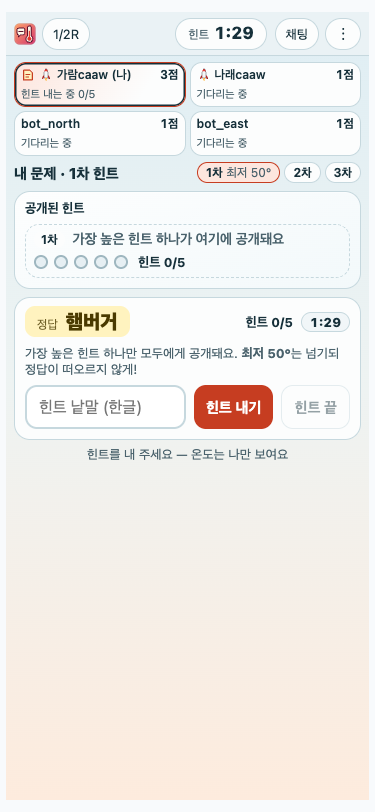 1/2R
힌트 1:29
채팅
가람caaw (나) 3점
힌트 내는 중 0/5
나래caaw 1점
기다리는 중
bot_north 1점
기다리는 중
bot_east 1점
기다리는 중
내 문제 · 1차 힌트
1차 최저 50°
2차
3차
공개된 힌트
1차 가장 높은 힌트 하나가 여기에 공개돼요
힌트 0/5
정답 햄버거
힌트 0/5 1:29
가장 높은 힌트 하나만 모두에게 공개돼요. 최저 50°는 넘기되
정답이 떠오르지 않게!
힌트 낱말 (한글)
힌트 내기
힌트 끝
힌트를 내 주세요 — 온도는 나만 보여요